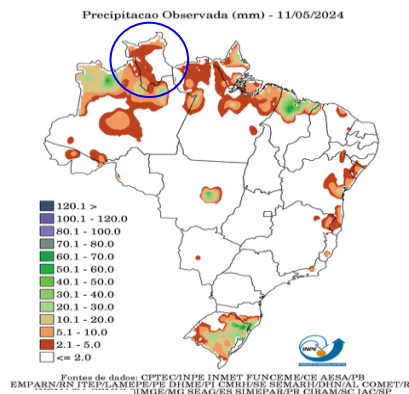 Precipitacao Observada (mm) - 11/05/2024
120.1 >
100.1 - 120.0
80.1 - 100.0
70.1 - 80.0
60.1 - 70.0
50.1 - 60.0
40.1 - 50.0
30.1 - 40.0
20.1 - 30.0
10.1 - 20.0
5.1 - 10.0
2.1 - 5.0
<= 2.0
INPE
Fontes de dados: CPTEC/INPE INMET FUNCEME/CE AESA/PB
EMPARN/RN ITEP/LAMEPE/PE DHME/PI CMRH/SE SEMARH/DHN/AL COMET/R
/MG SEAG/ES SIMEPAR/PR CIRAM/SC IAC/SP